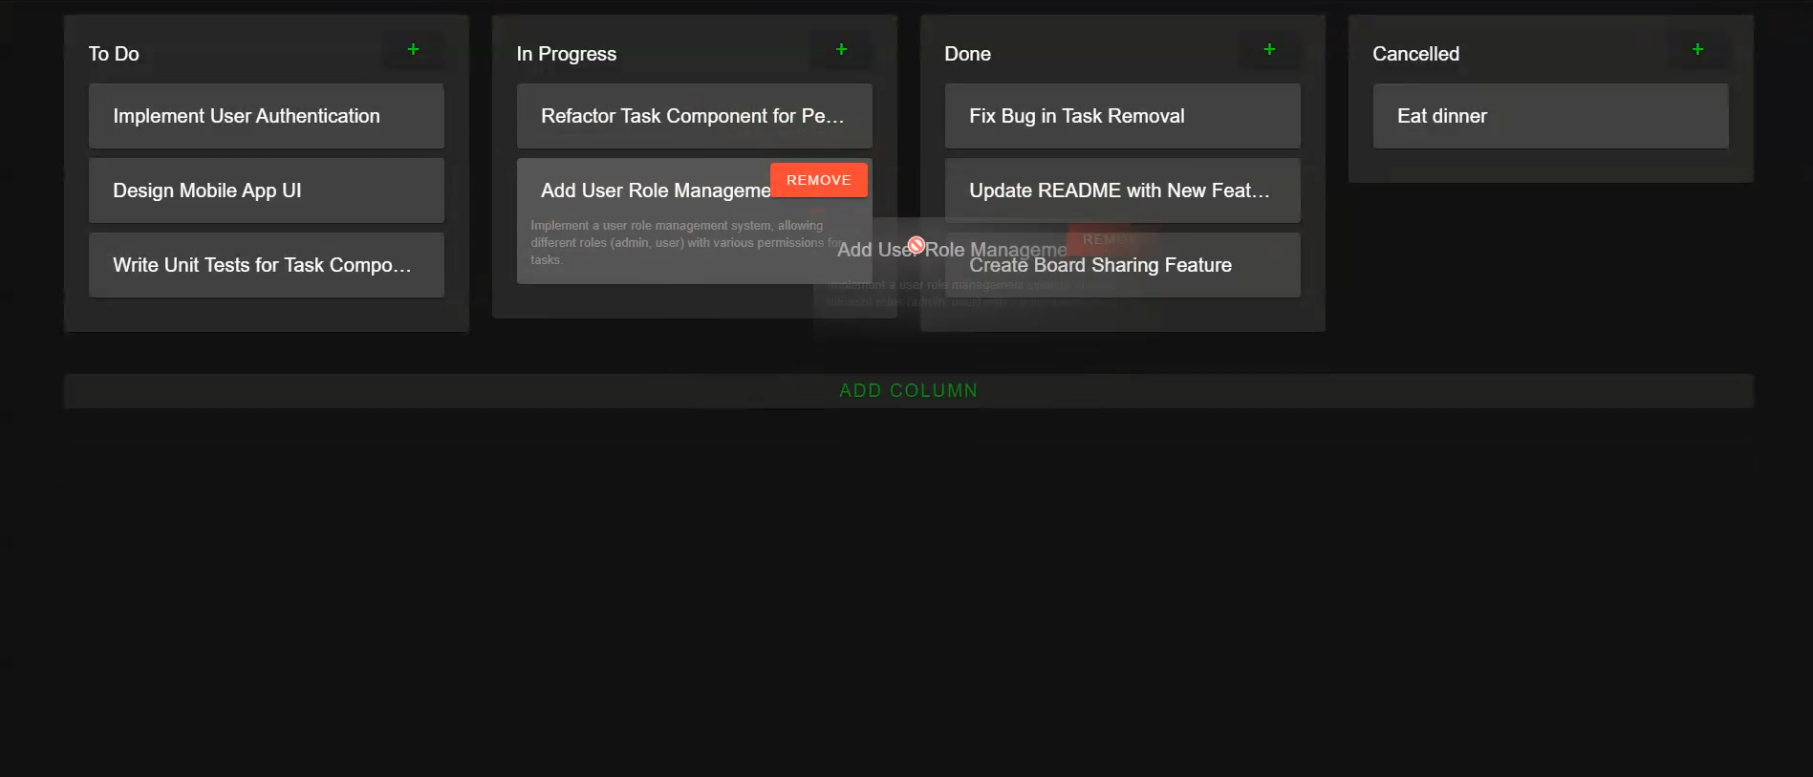 To Do
+
Implement User Authentication
Design Mobile App UI
Write Unit Tests for Task Compo...
In Progress
+
Refactor Task Component for Pe...
Add User Role Manageme
REMOVE
Implement a user role management system, allowing
different roles (admin, user) with various permissions for
tasks.
Done
+
Fix Bug in Task Removal
Update README with New Feat...
Create Board Sharing Feature
Cancelled
+
Eat dinner
Add User Role Manageme
REMO
Implement a user role management
ADD COLUMN